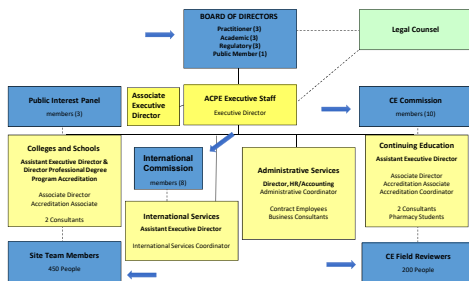 BOARD OF DIRECTORS
Practitioner (3)
Academic (3)
Regulatory (3)
Public Member (1)
Legal Counsel
Public Interest Panel
members (3)
Associate
Executive
Director
ACPE Executive Staff
Executive Director
CE Commission
members (10)
Colleges and Schools
Assistant Executive Director &
Director Professional Degree
Program Accreditation
Associate Director
Accreditation Associate
2 Consultants
International
Commission
members (8)
International Services
Assistant Executive Director
International Services Coordinator
Administrative Services
Director, HR/Accounting
Administrative Coordinator
Contract Employees
Business Consultants
Continuing Education
Assistant Executive Director
Associate Director
Accreditation Associate
Accreditation Coordinator
2 Consultants
Pharmacy Students
Site Team Members
450 People
CE Field Reviewers
200 People